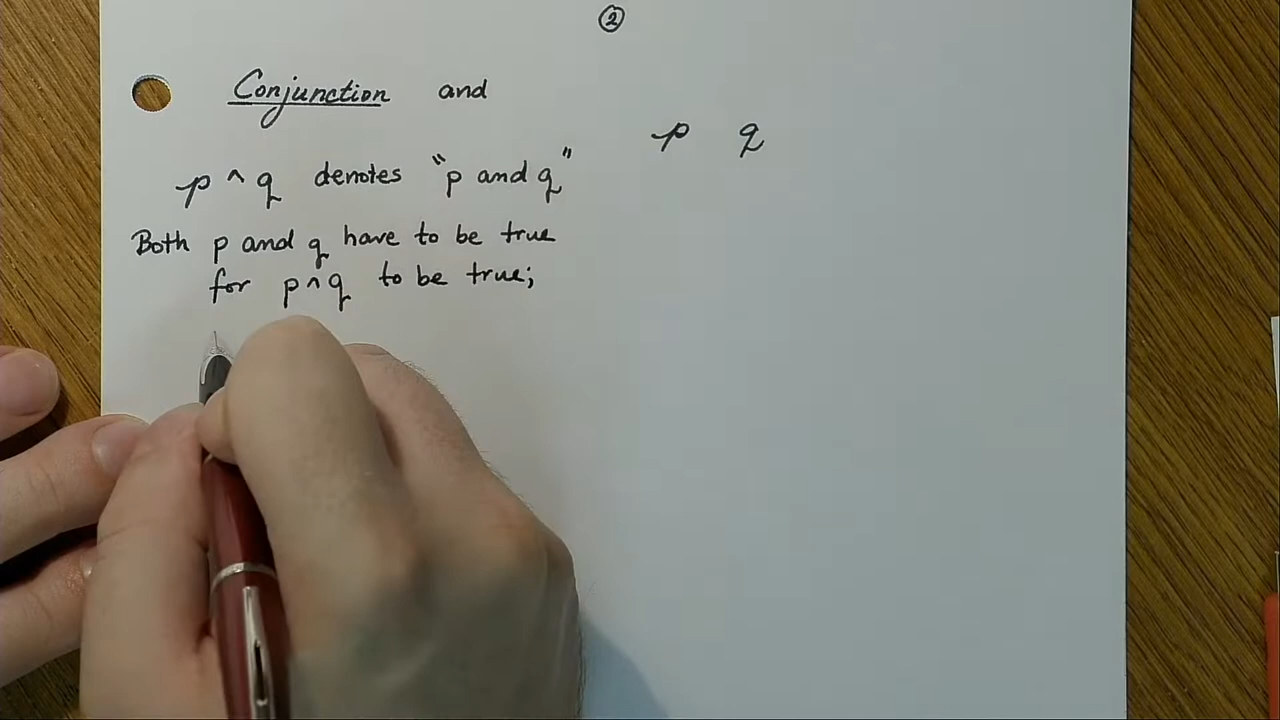 ②
Conjunction and
p ^ q denotes "p and q"
p q
Both p and q have to be true
for p ^ q to be true;